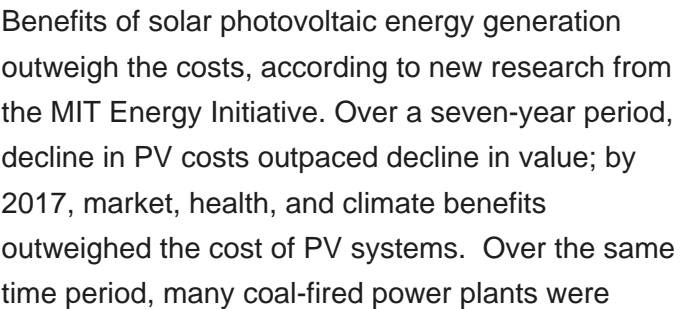 Benefits of solar photovoltaic energy generation
outweigh the costs, according to new research from
the MIT Energy Initiative. Over a seven-year period,
decline in PV costs outpaced decline in value; by
2017, market, health, and climate benefits
outweighed the cost of PV systems.  Over the same
time period, many coal-fired power plants were